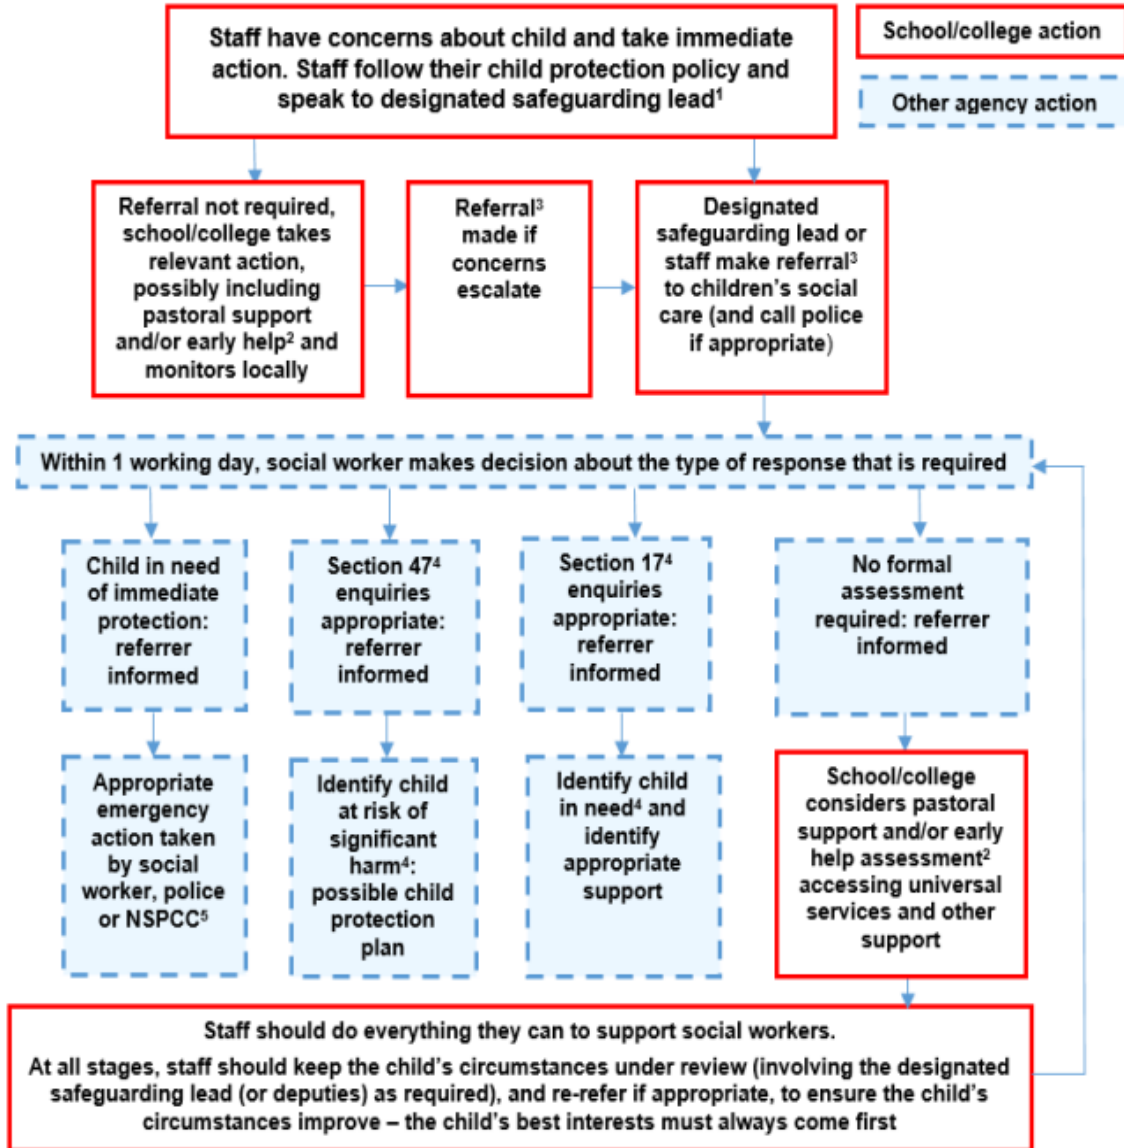 Staff have concerns about child and take immediate
action. Staff follow their child protection policy and
speak to designated safeguarding lead¹
School/college action
Other agency action
Referral not required,
school/college takes
relevant action,
possibly including
pastoral support
and/or early help² and
monitors locally
Referral³
made if
concerns
escalate
Designated
safeguarding lead or
staff make referral³
to children's social
care (and call police
if appropriate)
Within 1 working day, social worker makes decision about the type of response that is required
Child in need
of immediate
protection:
referrer
informed
Section 47⁴
enquiries
appropriate:
referrer
informed
Section 17⁴
enquiries
appropriate:
referrer
informed
No formal
assessment
required: referrer
informed
Appropriate
emergency
action taken
by social
worker, police
or NSPCC⁵
Identify child
at risk of
significant
harm⁴:
possible child
protection
plan
Identify child
in need⁴ and
identify
appropriate
support
School/college
considers pastoral
support and/or early
help assessment²
accessing universal
services and other
support
Staff should do everything they can to support social workers.
At all stages, staff should keep the child's circumstances under review (involving the designated
safeguarding lead (or deputies) as required), and re-refer if appropriate, to ensure the child's
circumstances improve – the child's best interests must always come first